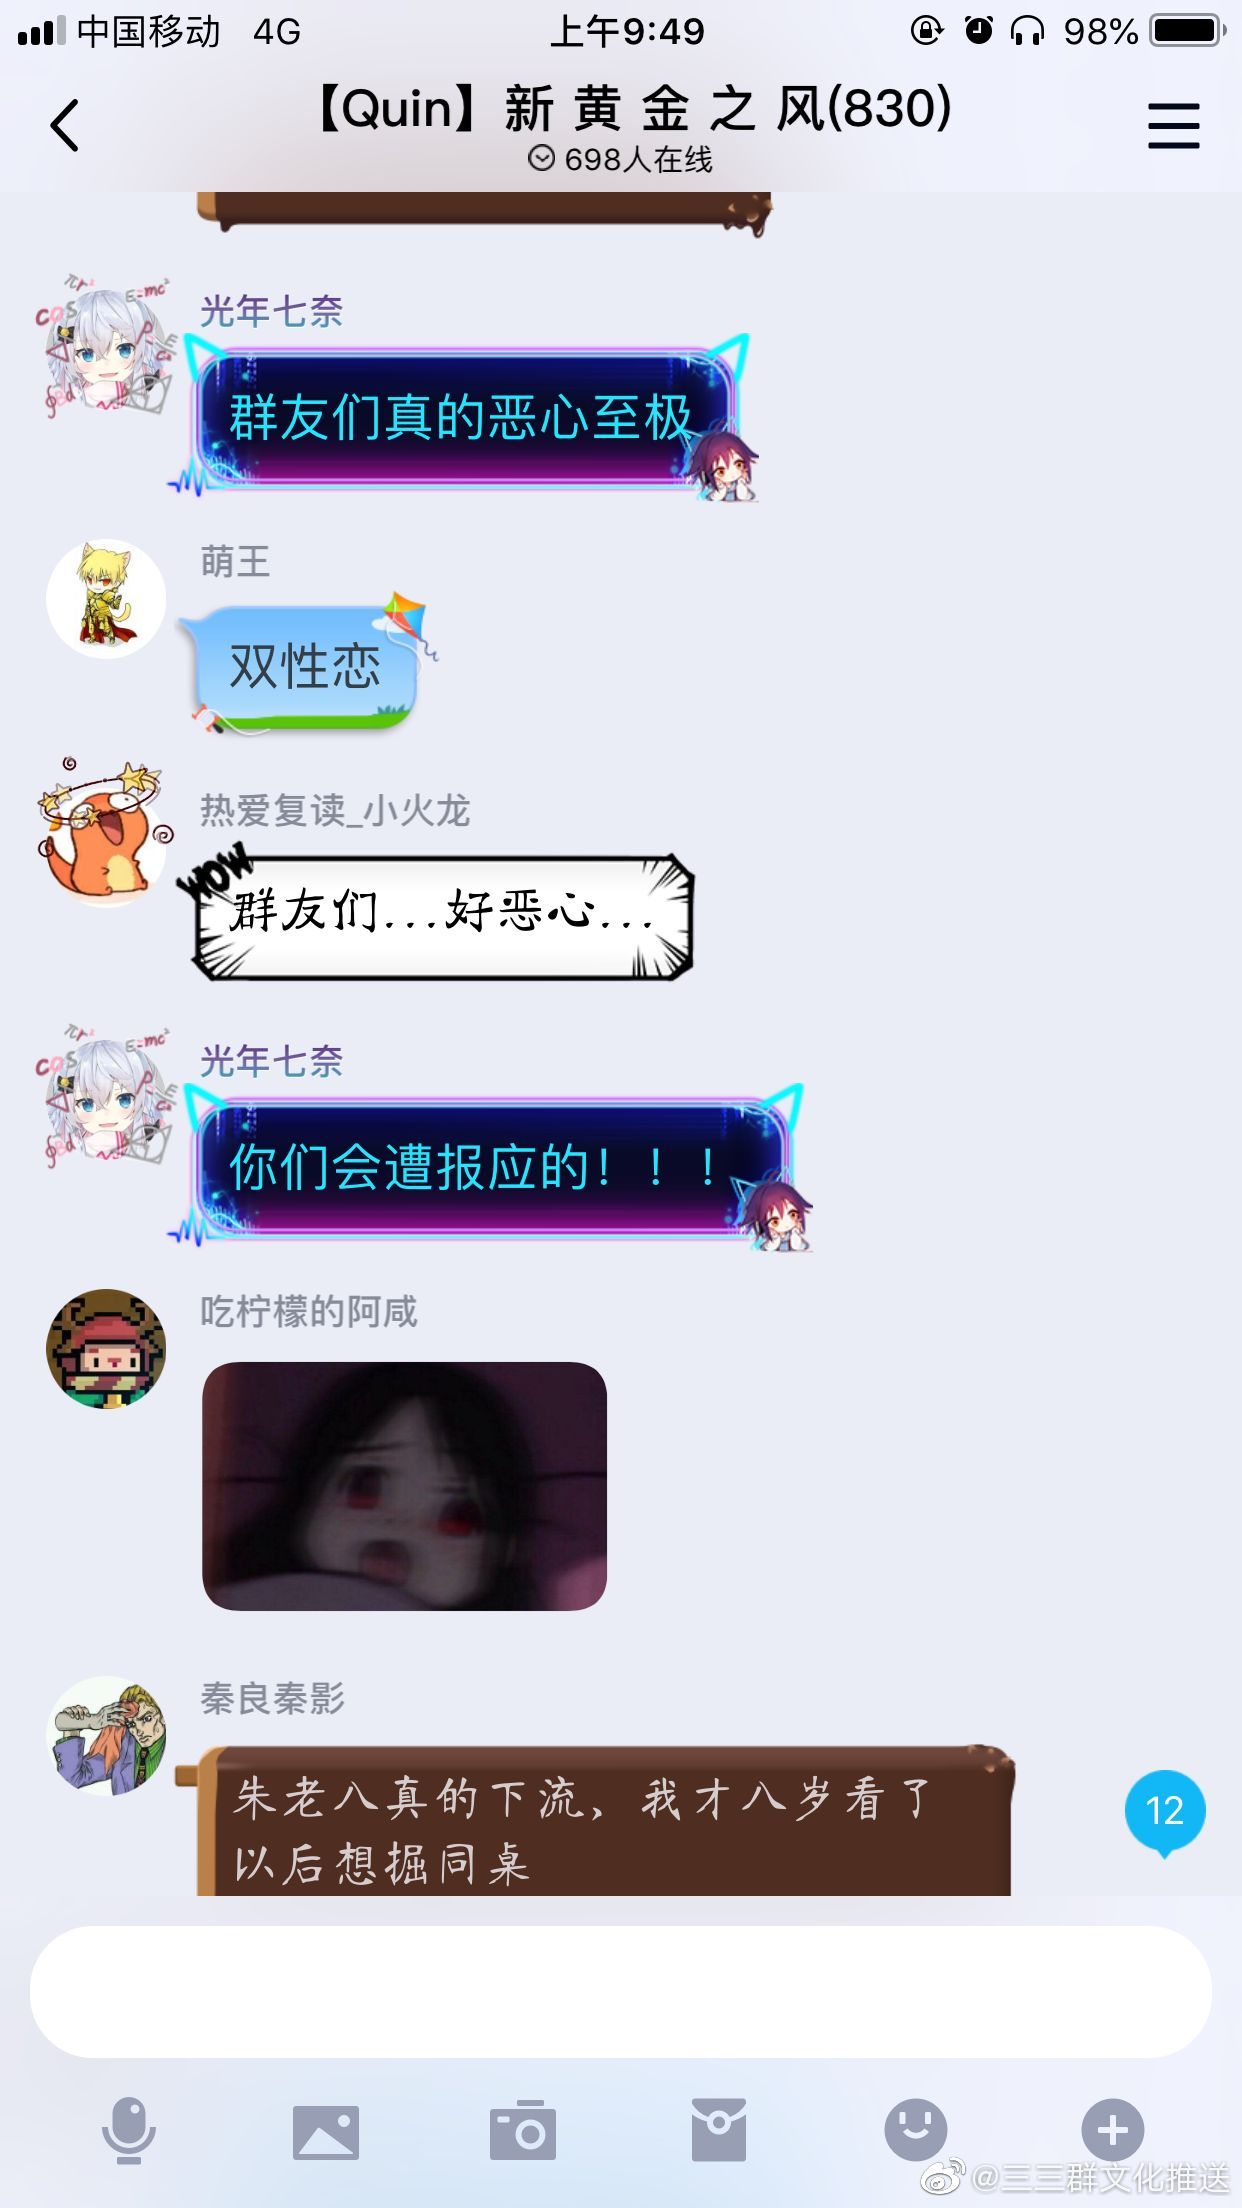 中国移动 4G 上午9:49 98%
【Quin】新 黄 金 之 风(830)
698人在线
光年七奈
群友们真的恶心至极
萌王
双性恋
热爱复读_小火龙
WOW
群友们...好恶心...
光年七奈
你们会遭报应的！！！
吃柠檬的阿咸
秦良秦影
朱老八真的下流，我才八岁看了
以后想掘同桌
12
@三三群文化推送